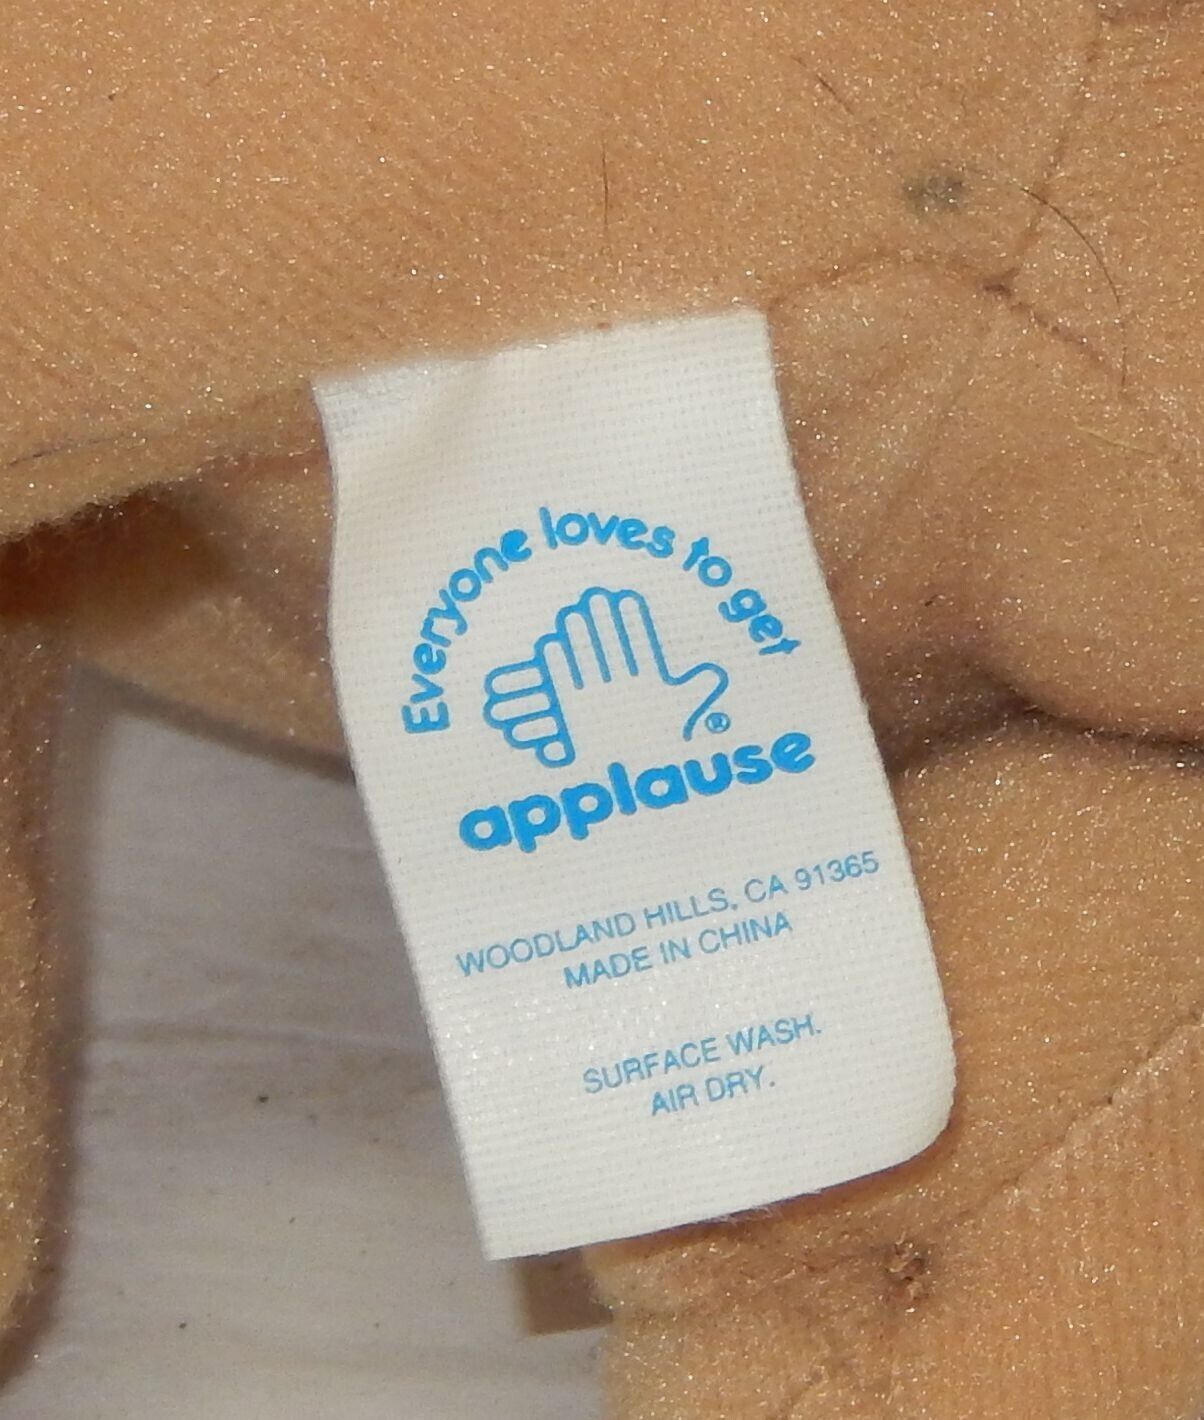 Everyone loves to get
®
applause
WOODLAND HILLS, CA 91365
MADE IN CHINA
SURFACE WASH.
AIR DRY.